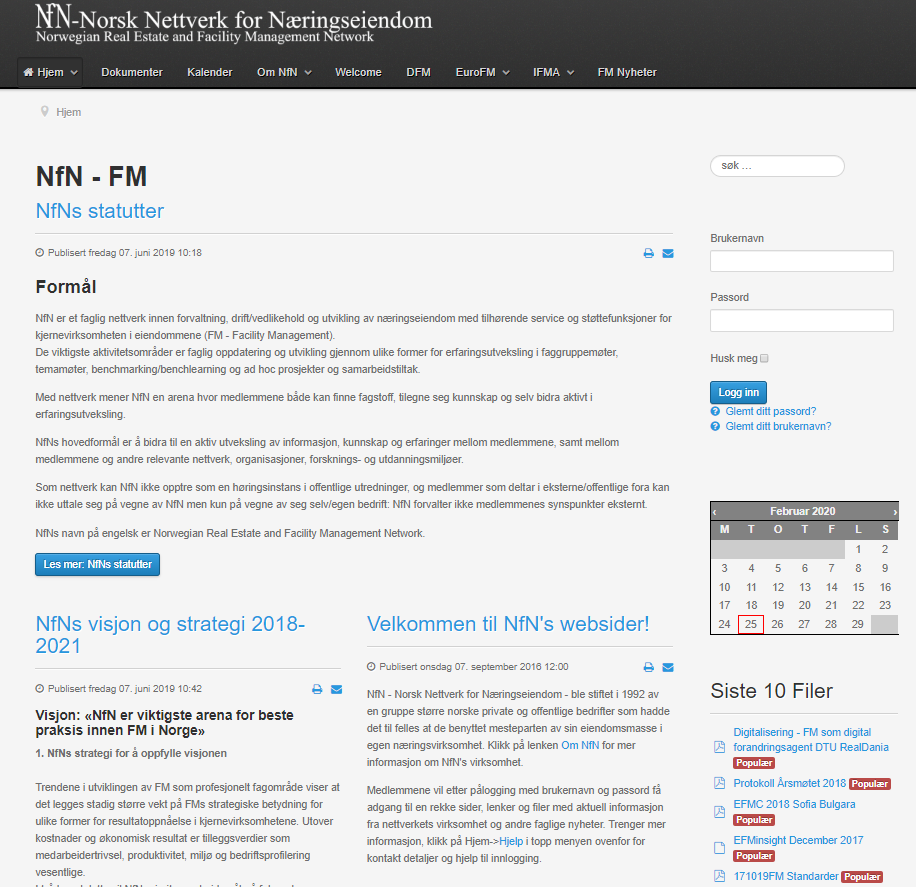 NfN-Norsk Nettverk for Næringseiendom
Norwegian Real Estate and Facility Management Network
Hjem
Dokumenter
Kalender
Om NfN
Welcome
DFM
EuroFM
IFMA
FM Nyheter
Hjem
NfN - FM
NfNs statutter
Publisert fredag 07. juni 2019 10:18
Formål
NfN er et faglig nettverk innen forvaltning, drift/vedlikehold og utvikling av næringseiendom med tilhørende service og støttefunksjoner for
kjernevirksomheten i eiendommene (FM - Facility Management).
De viktigste aktivitetsområder er faglig oppdatering og utvikling gjennom ulike former for erfaringsutveksling i faggruppemøter,
temamøter, benchmarking/benchlearning og ad hoc prosjekter og samarbeidstiltak.
Med nettverk mener NfN en arena hvor medlemmene både kan finne fagstoff, tilegne seg kunnskap og selv bidra aktivt i
erfaringsutveksling.
NfNs hovedformål er å bidra til en aktiv utveksling av informasjon, kunnskap og erfaringer mellom medlemmene, samt mellom
medlemmene og andre relevante nettverk, organisasjoner, forsknings- og utdanningsmiljøer.
Som nettverk kan NfN ikke opptre som en høringsinstans i offentlige utredninger, og medlemmer som deltar i eksterne/offentlige fora kan
ikke uttale seg på vegne av NfN men kun på vegne av seg selv/egen bedrift: NfN forvalter ikke medlemmenes synspunkter eksternt.
NfNs navn på engelsk er Norwegian Real Estate and Facility Management Network.
Les mer: NfNs statutter
NfNs visjon og strategi 2018-
2021
Publisert fredag 07. juni 2019 10:42
Visjon: «NfN er viktigste arena for beste
praksis innen FM i Norge»
1. NfNs strategi for å oppfylle visjonen
Trendene i utviklingen av FM som profesjonelt fagområde viser at
det legges stadig større vekt på FMs strategiske betydning for
ulike former for resultatoppnåelse i kjernevirksomhetene. Utover
kostnader og økonomisk resultat er tilleggsverdier som
medarbeidertrivsel, produktivitet, miljø og bedriftsprofilering
vesentlige.
Velkommen til NfN's websider!
Publisert onsdag 07. september 2016 12:00
NfN - Norsk Nettverk for Næringseiendom - ble stiftet i 1992 av
en gruppe større norske private og offentlige bedrifter som hadde
det til felles at de benyttet mesteparten av sin eiendomsmasse i
egen næringsvirksomhet. Klikk på lenken Om NfN for mer
informasjon om NfN's virksomhet.
Medlemmene vil etter pålogging med brukernavn og passord få
adgang til en rekke sider, lenker og filer med aktuell informasjon
fra nettverkets virksomhet og andre faglige nyheter. Trenger mer
informasjon, klikk på Hjem->Hjelp i topp menyen ovenfor for
kontakt detaljer og hjelp til innlogging.
søk ...
Brukernavn
Passord
Husk meg
Logg inn
Glemt ditt passord?
Glemt ditt brukernavn?
‹ Februar 2020 ›
M T O T F L S
1 2
3 4 5 6 7 8 9
10 11 12 13 14 15 16
17 18 19 20 21 22 23
24 25 26 27 28 29
Siste 10 Filer
Digitalisering - FM som digital
forandringsagent DTU RealDania
Populær
Protokoll Årsmøtet 2018 Populær
EFMC 2018 Sofia Bulgara
Populær
EFMinsight December 2017
Populær
171019FM Standarder Populær